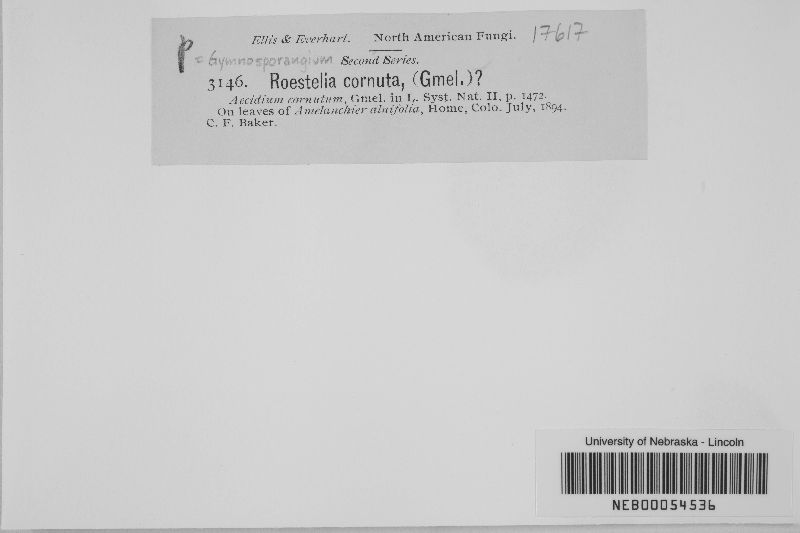 Ellis & Everhart. North American Fungi. 17617
P = Gymnosporangium Second Series.
3146. Roestelia cornuta, (Gmel.)?
Aecidium cornutum, Gmel. in L. Syst. Nat. II, p. 1472.
On leaves of Amelanchier alnifolia, Home, Colo. July, 1894.
C. F. Baker.
University of Nebraska - Lincoln
NEB00054536